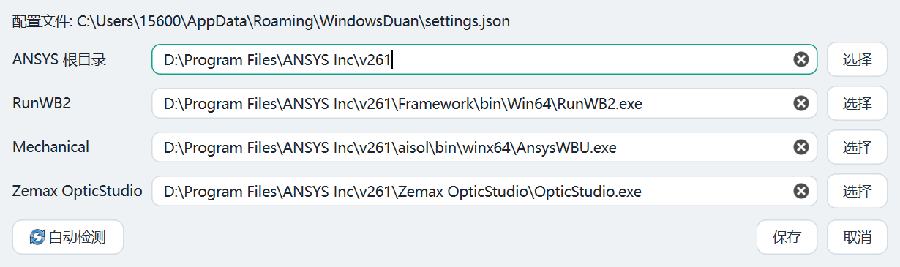 配置文件: C:\Users\15600\AppData\Roaming\WindowsDuan\settings.json
ANSYS 根目录 D:\Program Files\ANSYS Inc\v261 选择
RunWB2 D:\Program Files\ANSYS Inc\v261\Framework\bin\Win64\RunWB2.exe 选择
Mechanical D:\Program Files\ANSYS Inc\v261\aisol\bin\winx64\AnsysWBU.exe 选择
Zemax OpticStudio D:\Program Files\ANSYS Inc\v261\Zemax OpticStudio\OpticStudio.exe 选择
自动检测 保存 取消